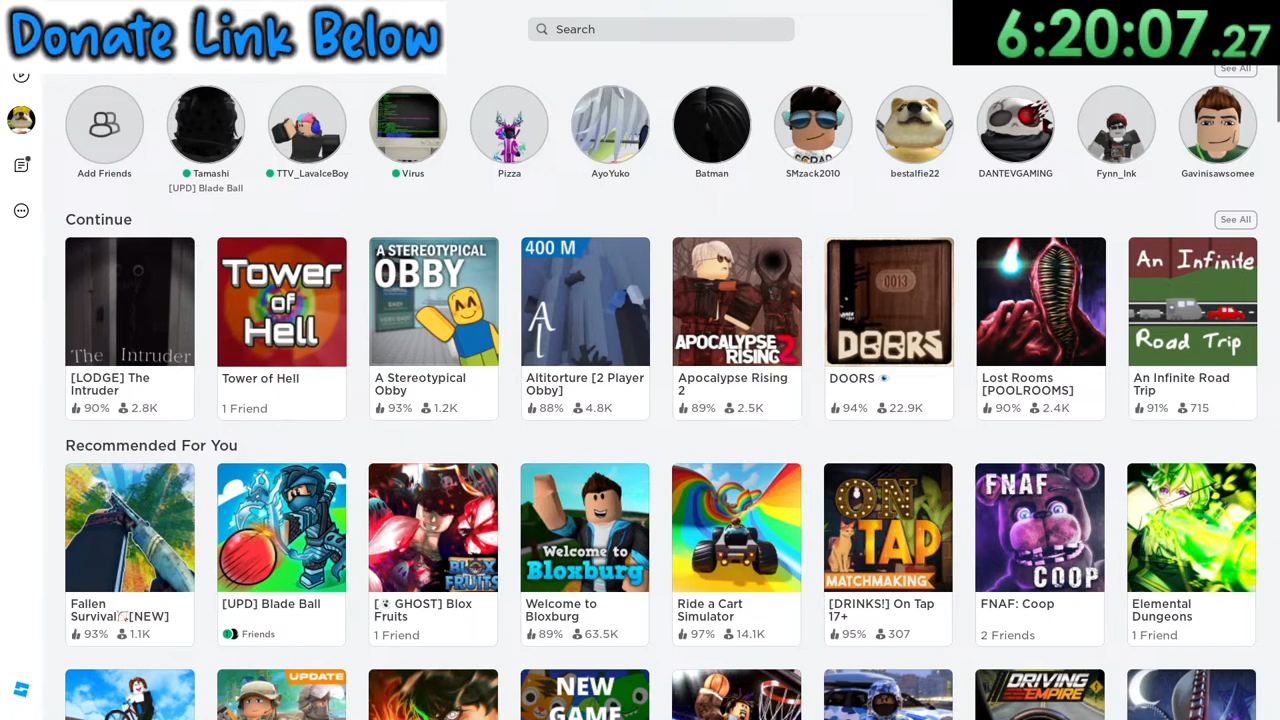 Donate Link Below
Search
6:20:07.27
See All
Add Friends
Tamashi
[UPD] Blade Ball
TTV_LavaIceBoy
Virus
Pizza
AyoYuko
Batman
SMzack2010
SCRAP
bestalfie22
DANTEVGAMING
Fynn_Ink
Gavinisawsomee
Continue
See All
The Intruder
Tower
of
Hell
A STEREOTYPICAL
OBBY
400 M
A
APOCALYPSE
RISING 2
0013
DOORS
An Infinite
Road Trip
[LODGE] The
Intruder
90% 2.8K
Tower of Hell
1 Friend
A Stereotypical
Obby
93% 1.2K
Altitorture [2 Player
Obby]
88% 4.8K
Apocalypse Rising
2
89% 2.5K
DOORS
94% 22.9K
Lost Rooms
[POOLROOMS]
90% 2.4K
An Infinite Road
Trip
91% 715
Recommended For You
BLOX
FRUITS
Welcome to
Bloxburg
ON
TAP
MATCHMAKING
FNAF
COOP
Fallen
Survival [NEW]
93% 1.1K
[UPD] Blade Ball
Friends
[ GHOST] Blox
Fruits
1 Friend
Welcome to
Bloxburg
89% 63.5K
Ride a Cart
Simulator
97% 14.1K
[DRINKS!] On Tap
17+
95% 307
FNAF: Coop
2 Friends
Elemental
Dungeons
1 Friend
UPDATE
NEW
GAME
DRIVING
EMPIRE